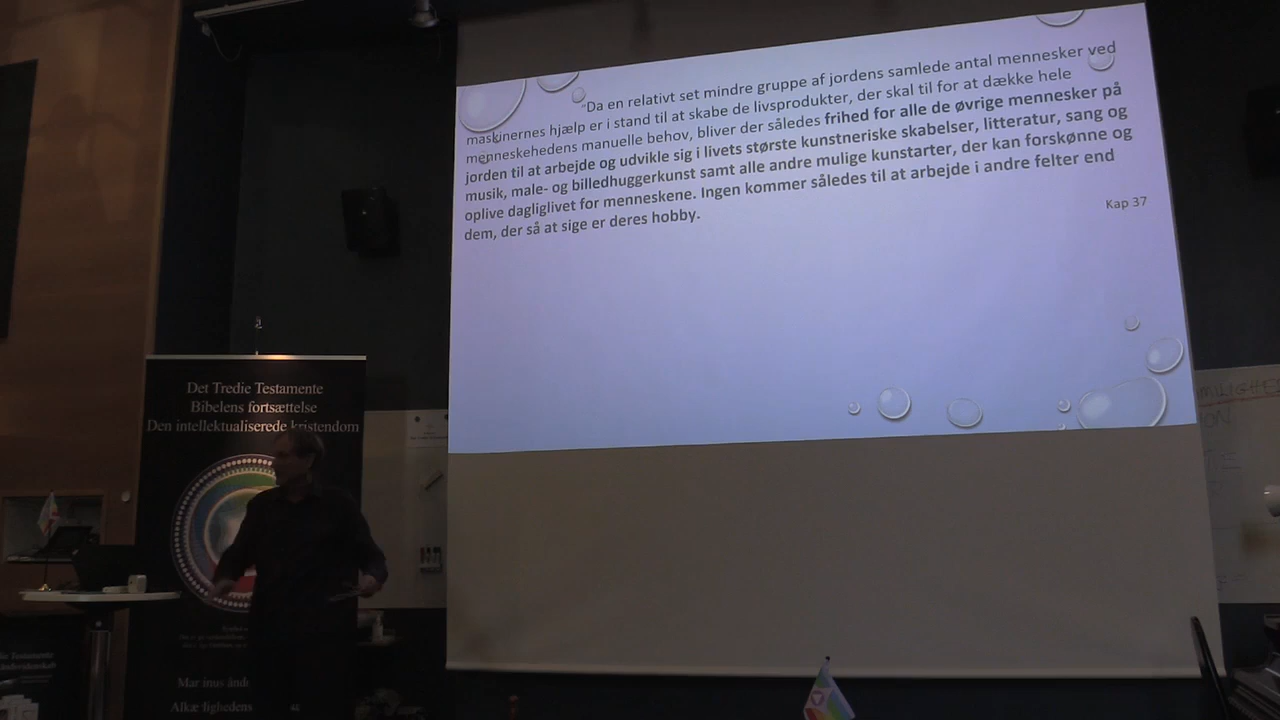 "Da en relativt set mindre gruppe af jordens samlede antal mennesker ved
maskinernes hjælp er i stand til at skabe de livsprodukter, der skal til for at dække hele
menneskehedens manuelle behov, bliver der således frihed for alle de øvrige mennesker på
jorden til at arbejde og udvikle sig i livets største kunstneriske skabelser, litteratur, sang og
musik, male- og billedhuggerkunst samt alle andre mulige kunstarter, der kan forskønne og
oplive dagliglivet for menneskene. Ingen kommer således til at arbejde i andre felter end
dem, der så at sige er deres hobby.
Kap 37
Det Tredie Testamente
Bibelens fortsættelse
Den intellektualiserede kristendom